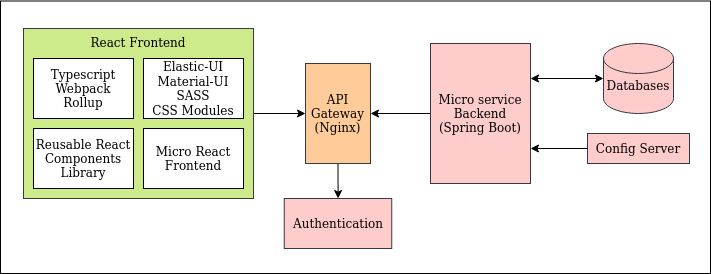 React Frontend
Typescript
Webpack
Rollup
Elastic-UI
Material-UI
SASS
CSS Modules
Reusable React
Components
Library
Micro React
Frontend
API
Gateway
(Nginx)
Authentication
Micro service
Backend
(Spring Boot)
Databases
Config Server